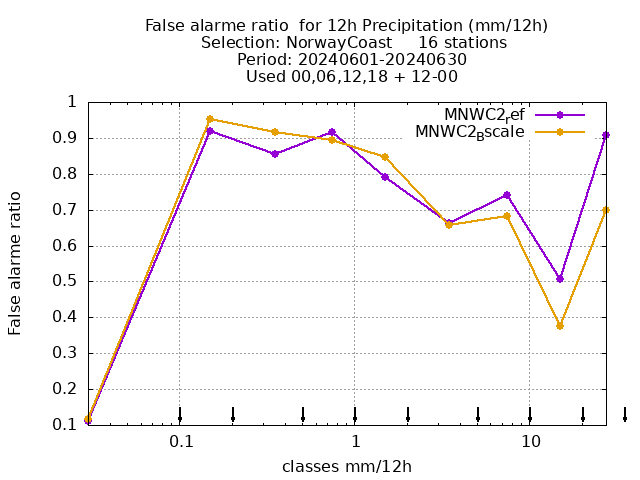 False alarme ratio  for 12h Precipitation (mm/12h)
Selection: NorwayCoast     16 stations
Period: 20240601-20240630
Used 00,06,12,18 + 12-00
MNWC2ref
MNWC2Bscale
1
0.9
0.8
0.7
0.6
0.5
0.4
0.3
0.2
0.1
False alarme ratio
0.1 1 10
classes mm/12h